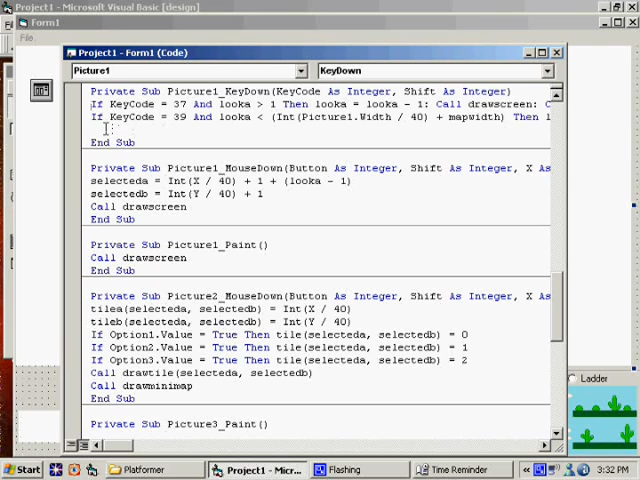 Project1 - Microsoft Visual Basic [design]
Form1
File
Project1 - Form1 (Code)
Picture1
KeyDown
Private Sub Picture1_KeyDown(KeyCode As Integer, Shift As Integer)
If KeyCode = 37 And looka > 1 Then looka = looka - 1: Call drawscreen: C
If KeyCode = 39 And looka < (Int(Picture1.Width / 40) + mapwidth) Then l
End Sub
Private Sub Picture1_MouseDown(Button As Integer, Shift As Integer, X As
selecteda = Int(X / 40) + 1 + (looka - 1)
selectedb = Int(Y / 40) + 1
Call drawscreen
End Sub
Private Sub Picture1_Paint()
Call drawscreen
End Sub
Private Sub Picture2_MouseDown(Button As Integer, Shift As Integer, X As
tilea(selecteda, selectedb) = Int(X / 40)
tileb(selecteda, selectedb) = Int(Y / 40)
If Option1.Value = True Then tile(selecteda, selectedb) = 0
If Option2.Value = True Then tile(selecteda, selectedb) = 1
If Option3.Value = True Then tile(selecteda, selectedb) = 2
Call drawtile(selecteda, selectedb)
Call drawminimap
End Sub
Private Sub Picture3_Paint()
Ladder
Start
Platformer
Project1 - Micr...
Flashing
Time Reminder
3:32 PM